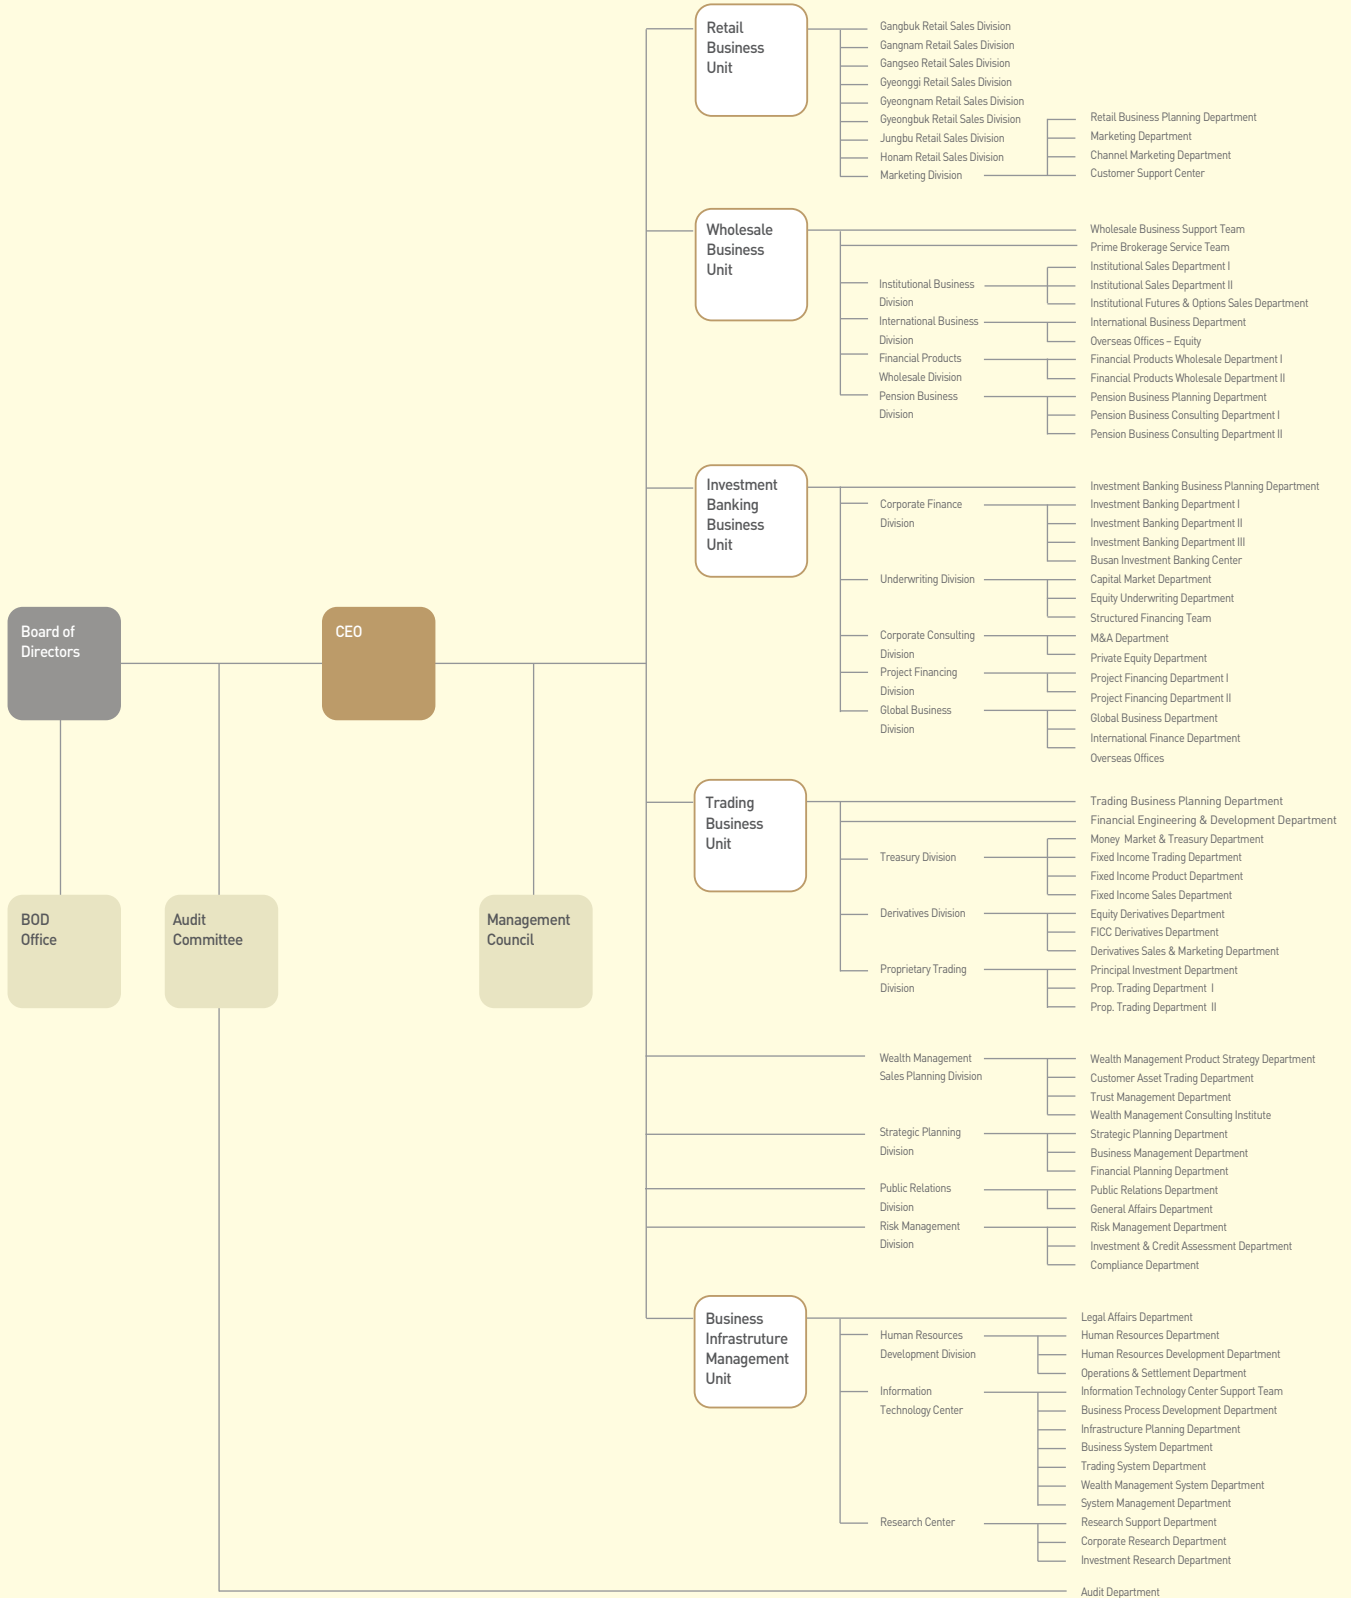 Board of
Directors
BOD
Office
Audit
Committee
CEO
Management
Council
Retail
Business
Unit
Gangbuk Retail Sales Division
Gangnam Retail Sales Division
Gangseo Retail Sales Division
Gyeonggi Retail Sales Division
Gyeongnam Retail Sales Division
Gyeongbuk Retail Sales Division
Jungbu Retail Sales Division
Honam Retail Sales Division
Marketing Division
Retail Business Planning Department
Marketing Department
Channel Marketing Department
Customer Support Center
Wholesale
Business
Unit
Wholesale Business Support Team
Prime Brokerage Service Team
Institutional Business
Division
Institutional Sales Department I
Institutional Sales Department II
Institutional Futures & Options Sales Department
International Business
Division
International Business Department
Overseas Offices – Equity
Financial Products
Wholesale Division
Financial Products Wholesale Department I
Financial Products Wholesale Department II
Pension Business
Division
Pension Business Planning Department
Pension Business Consulting Department I
Pension Business Consulting Department II
Investment
Banking
Business
Unit
Investment Banking Business Planning Department
Corporate Finance
Division
Investment Banking Department I
Investment Banking Department II
Investment Banking Department III
Busan Investment Banking Center
Underwriting Division
Capital Market Department
Equity Underwriting Department
Structured Financing Team
Corporate Consulting
Division
M&A Department
Private Equity Department
Project Financing
Division
Project Financing Department I
Project Financing Department II
Global Business
Division
Global Business Department
International Finance Department
Overseas Offices
Trading
Business
Unit
Trading Business Planning Department
Financial Engineering & Development Department
Treasury Division
Money Market & Treasury Department
Fixed Income Trading Department
Fixed Income Product Department
Fixed Income Sales Department
Derivatives Division
Equity Derivatives Department
FICC Derivatives Department
Derivatives Sales & Marketing Department
Proprietary Trading
Division
Principal Investment Department
Prop. Trading Department I
Prop. Trading Department II
Wealth Management
Sales Planning Division
Wealth Management Product Strategy Department
Customer Asset Trading Department
Trust Management Department
Wealth Management Consulting Institute
Strategic Planning
Division
Strategic Planning Department
Business Management Department
Financial Planning Department
Public Relations
Division
Public Relations Department
General Affairs Department
Risk Management
Division
Risk Management Department
Investment & Credit Assessment Department
Compliance Department
Business
Infrastruture
Management
Unit
Legal Affairs Department
Human Resources
Development Division
Human Resources Department
Human Resources Development Department
Operations & Settlement Department
Information
Technology Center
Information Technology Center Support Team
Business Process Development Department
Infrastructure Planning Department
Business System Department
Trading System Department
Wealth Management System Department
System Management Department
Research Center
Research Support Department
Corporate Research Department
Investment Research Department
Audit Department